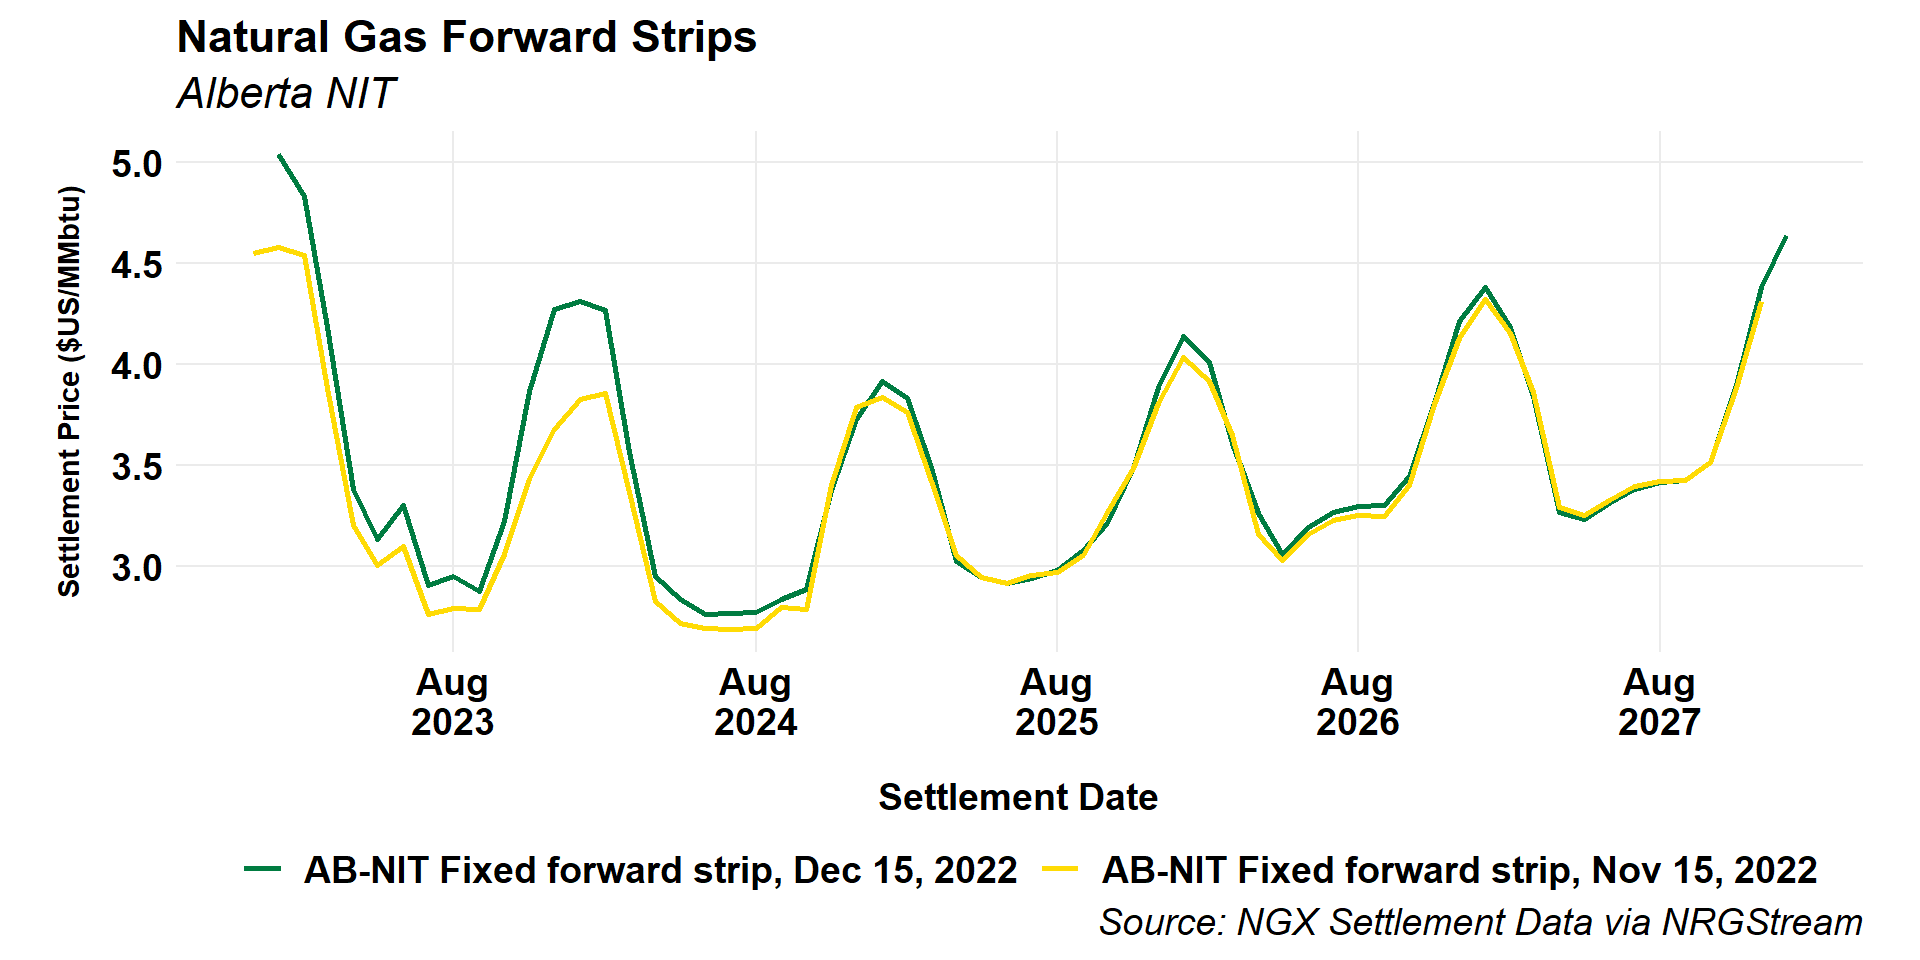 Natural Gas Forward Strips
Alberta NIT
Settlement Price ($US/MMbtu)
5.0
4.5
4.0
3.5
3.0
Aug
2023
Aug
2024
Aug
2025
Aug
2026
Aug
2027
Settlement Date
AB-NIT Fixed forward strip, Dec 15, 2022
AB-NIT Fixed forward strip, Nov 15, 2022
Source: NGX Settlement Data via NRGStream